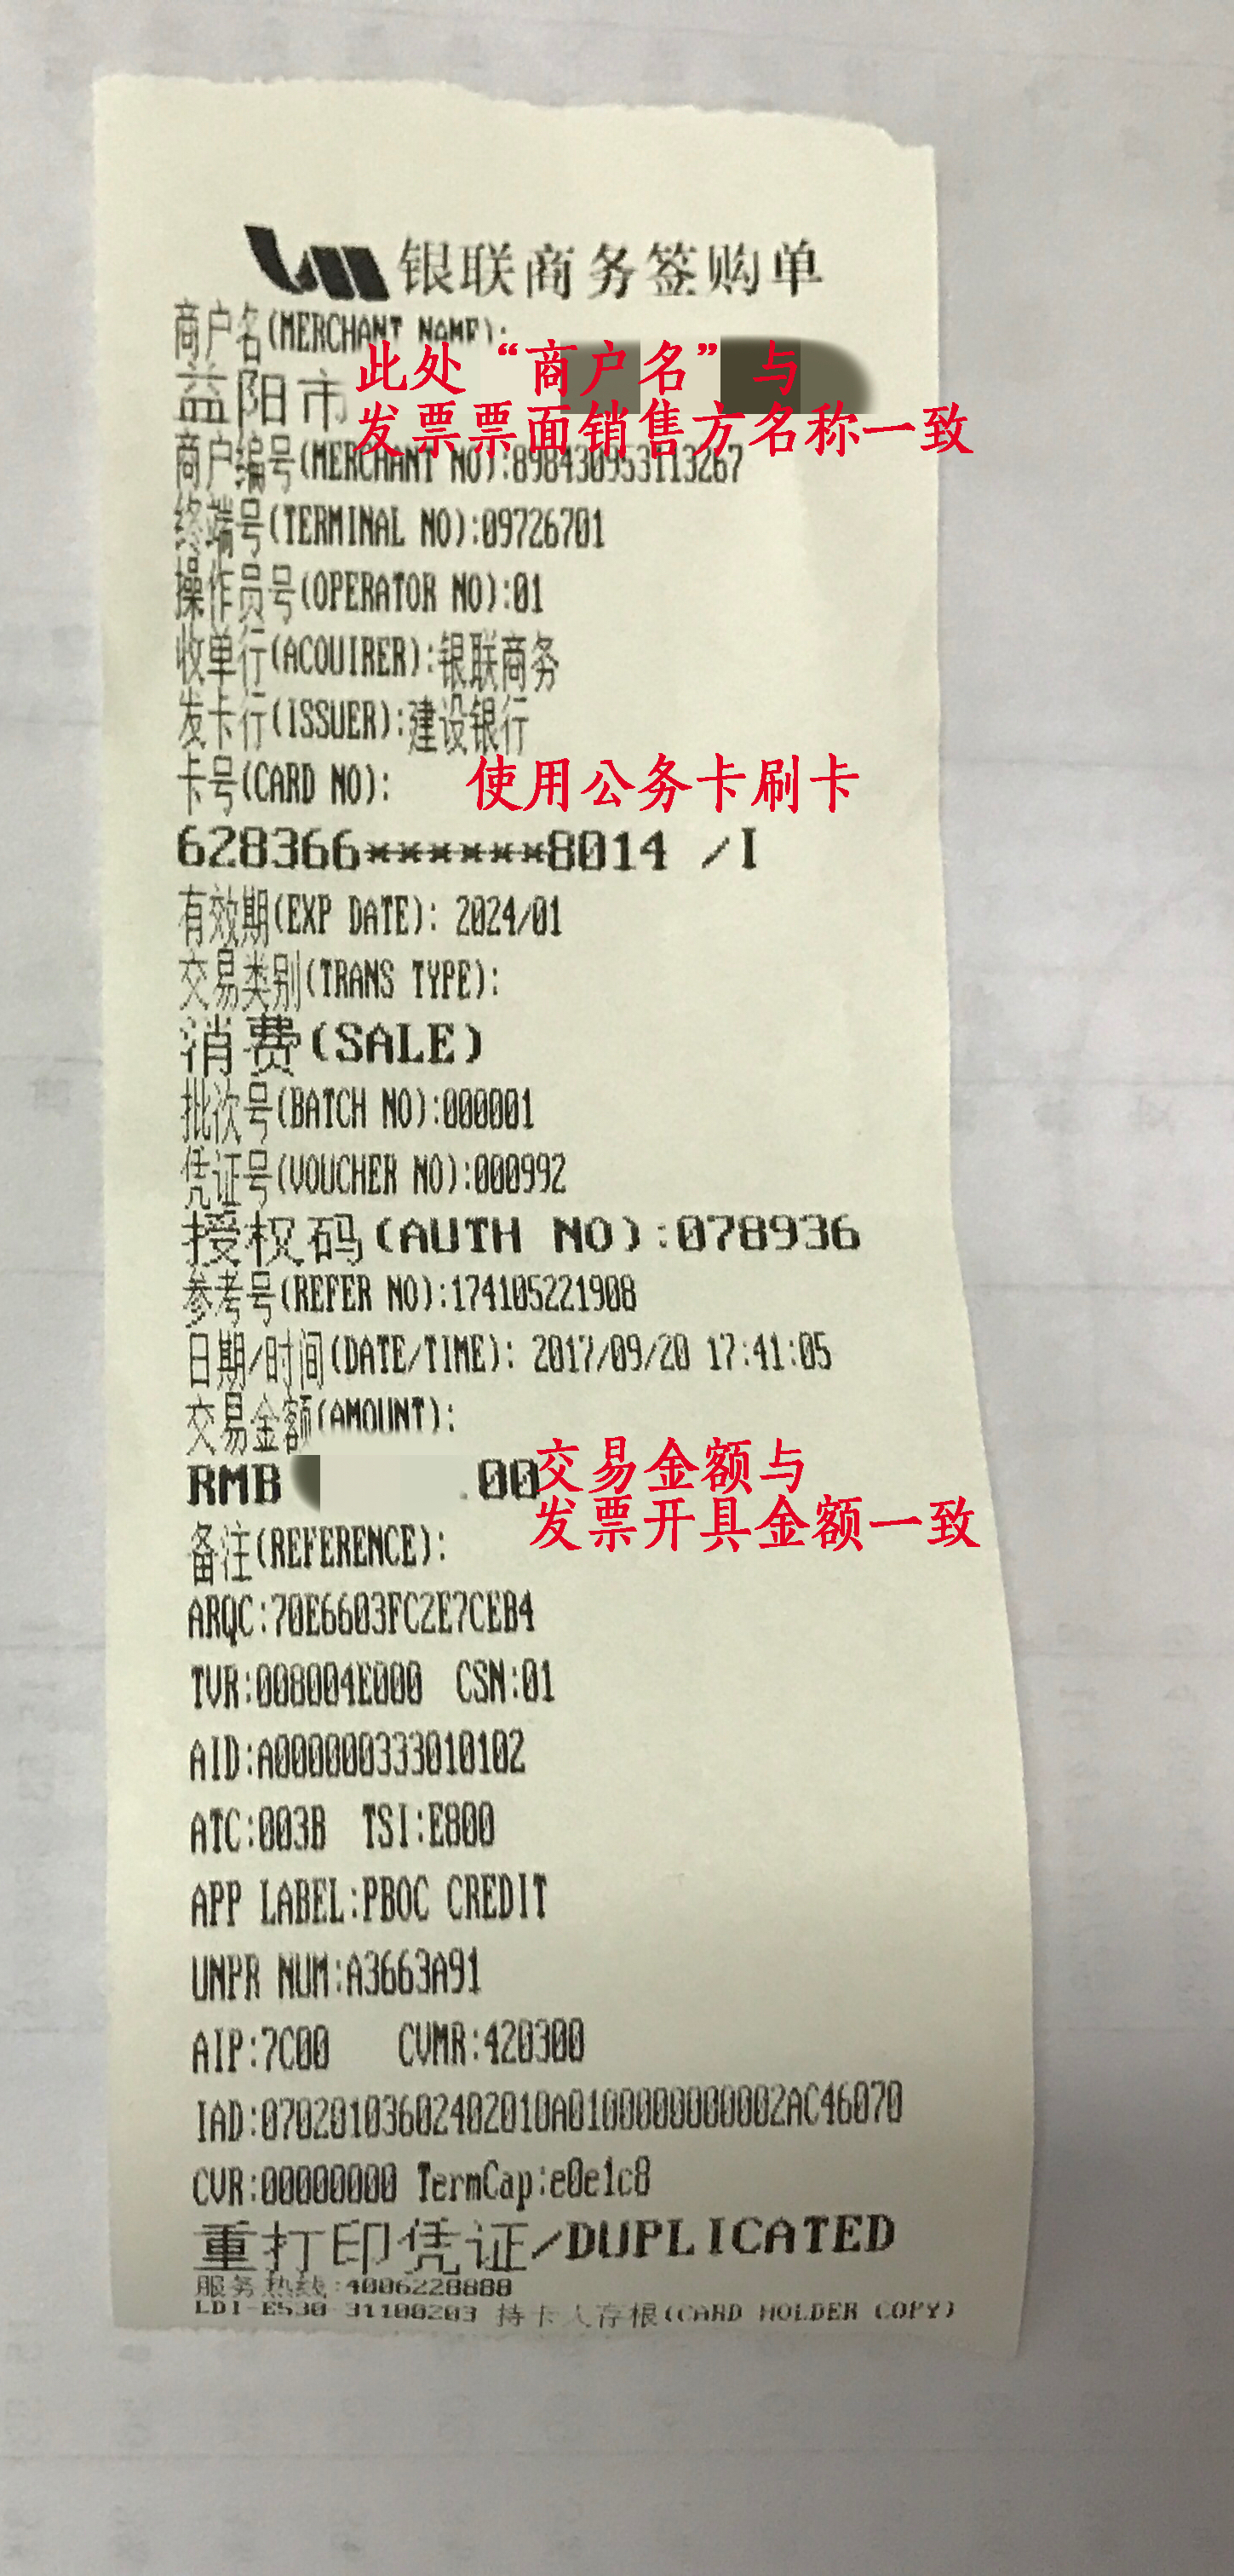 银联商务签购单
商户名(MERCHANT NAME):
益阳市
此处“商户名”与
发票票面销售方名称一致
商户编号(MERCHANT NO):898430953113267
终端号(TERMINAL NO):09726701
操作员号(OPERATOR NO):01
收单行(ACQUIRER):银联商务
发卡行(ISSUER):建设银行
卡号(CARD NO):
使用公务卡刷卡
628366******8014 /I
有效期(EXP DATE): 2024/01
交易类别(TRANS TYPE):
消费(SALE)
批次号(BATCH NO):000001
凭证号(VOUCHER NO):000992
授权码(AUTH NO):078936
参考号(REFER NO):174105221908
日期/时间(DATE/TIME): 2017/09/20 17:41:05
交易金额(AMOUNT):
RMB .00
交易金额与
发票开具金额一致
备注(REFERENCE):
ARQC:70E6603FC2E7CEB4
TVR:008004E000 CSN:01
AID:A000000333010102
ATC:003B TSI:E800
APP LABEL:PBOC CREDIT
UNPR NUM:A3663A91
AIP:7C00 CVMR:420300
IAD:07020103602402010A0100000000002AC46070
CVR:00000000 TermCap:e0e1c8
重打印凭证/DUPLICATED
服务热线:4006228888
LDI-E530-31100203 持卡人存根(CARD HOLDER COPY)